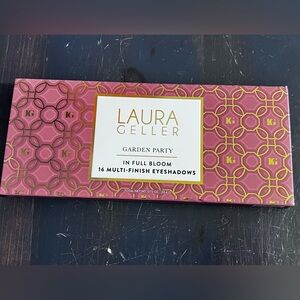 LAURA
GELLER
GARDEN PARTY
IN FULL BLOOM
16 MULTI-FINISH EYESHADOWS